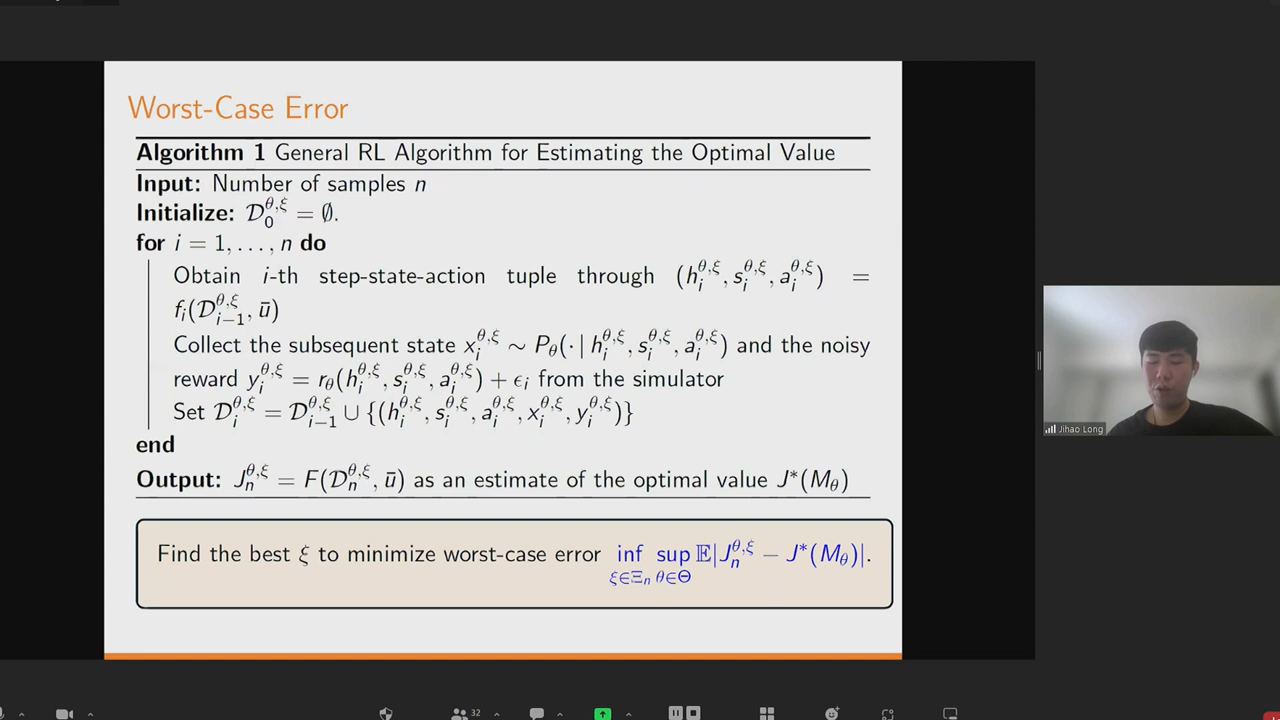 Worst-Case Error
Algorithm 1 General RL Algorithm for Estimating the Optimal Value
Input: Number of samples n
Initialize: 𝒟₀^{θ,ξ} = ∅.
for i = 1, . . . , n do
Obtain i-th step-state-action tuple through (h_i^{θ,ξ}, s_i^{θ,ξ}, a_i^{θ,ξ}) =
f_i(𝒟_{i−1}^{θ,ξ}, ū)
Collect the subsequent state x_i^{θ,ξ} ∼ P_θ(· | h_i^{θ,ξ}, s_i^{θ,ξ}, a_i^{θ,ξ}) and the noisy
reward y_i^{θ,ξ} = r_θ(h_i^{θ,ξ}, s_i^{θ,ξ}, a_i^{θ,ξ}) + ϵ_i from the simulator
Set 𝒟_i^{θ,ξ} = 𝒟_{i−1}^{θ,ξ} ∪ {(h_i^{θ,ξ}, s_i^{θ,ξ}, a_i^{θ,ξ}, x_i^{θ,ξ}, y_i^{θ,ξ})}
end
Output: J_n^{θ,ξ} = F(𝒟_n^{θ,ξ}, ū) as an estimate of the optimal value J*(M_θ)
Find the best ξ to minimize worst-case error inf_{ξ∈Ξ_n} sup_{θ∈Θ} 𝔼|J_n^{θ,ξ} − J*(M_θ)|.
Jihao Long
32